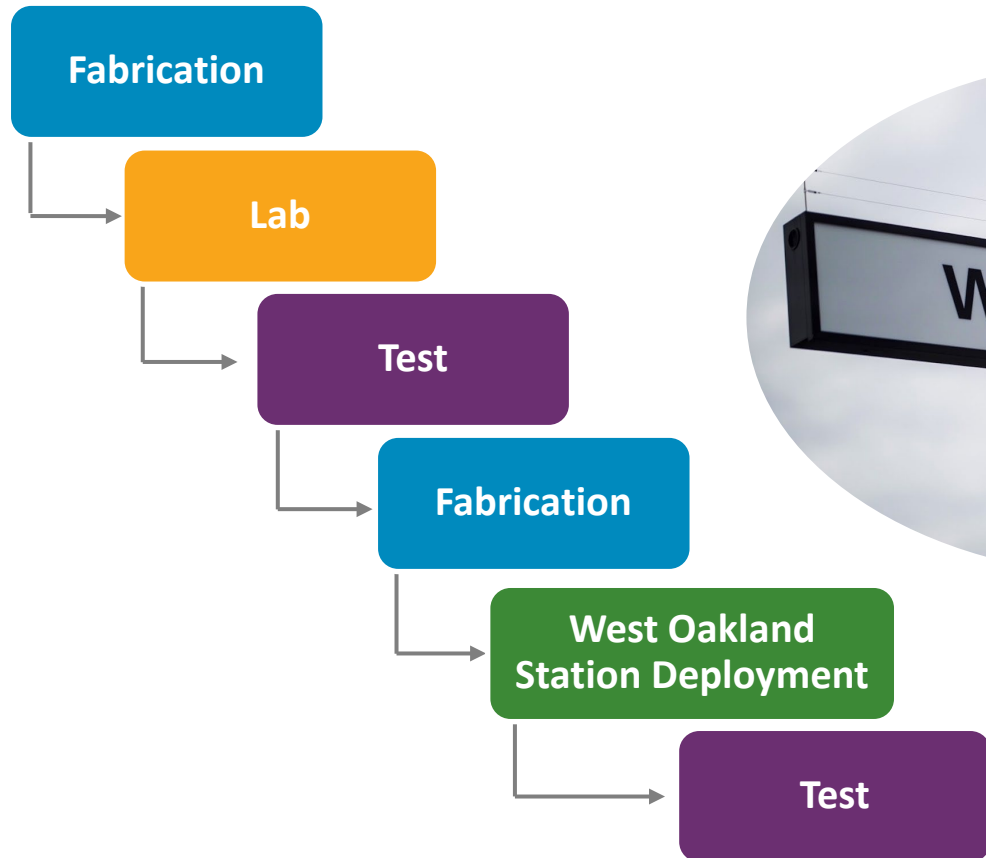 Fabrication
Lab
W
Test
Fabrication
West Oakland
Station Deployment
Test